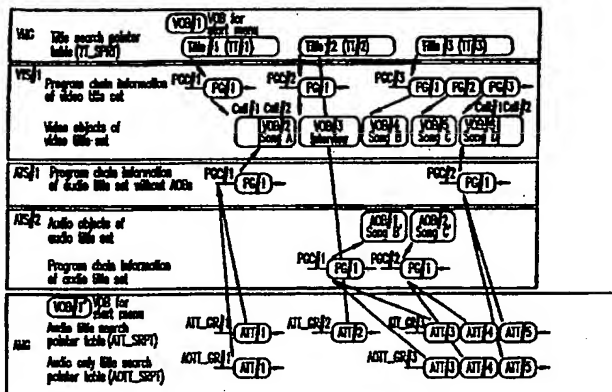 VOB#1 VOB for
start menu
VMG Title search pointer
table (TT_SRPT)
Title#1 (TT#1) Title#2 (TT#2) Title#3 (TT#3)
VTS#1 Program chain information
of video title set
PGC#1 PG#1 PGC#2 PG#1 PGC#3 PG#1 PG#2 PG#3
Cell#1 Cell#2 Cell#1 Cell#2
Video objects of
video title set
VOB#2 Song A VOB#3 Interview VOB#4 Song B VOB#5 Song C Song D
ATS#1 Program chain information
of audio title set without AOBs
PGC#1 PG#1 PGC#2 PG#1
ATS#2 Audio objects of
audio title set
AOB#1 Song B' AOB#2 Song C'
Program chain information
of audio title set
PGC#1 PG#1 PGC#2 PG#1
VOB#1' VOB for
start menu
AMG Audio title search
pointer table (ATT_SRPT)
ATT_GR#1 ATT#1 ATT_GR#2 ATT#2 ATT#3 ATT#4 ATT#5
Audio only title search
pointer table (AOTT_SRPT)
AOTT_GR#1 ATT#1 AOTT_GR#3 ATT#3 ATT#4 ATT#5